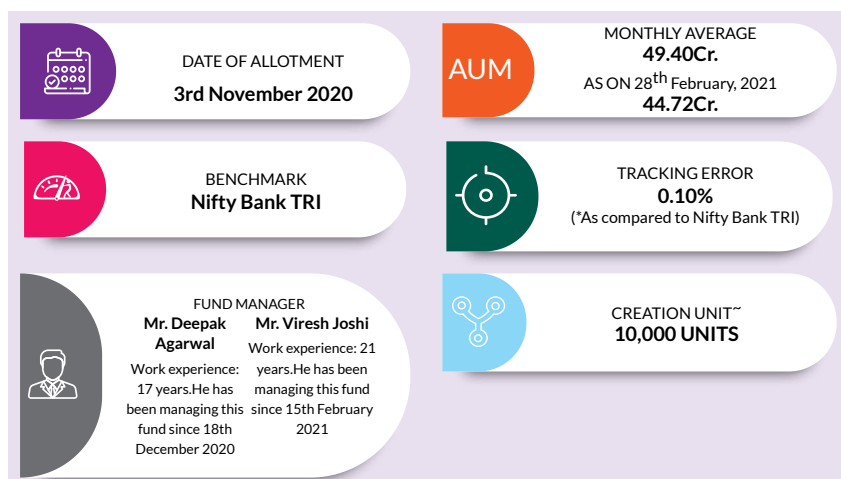 DATE OF ALLOTMENT
3rd November 2020
AUM
MONTHLY AVERAGE
49.40Cr.
AS ON 28th February, 2021
44.72Cr.
BENCHMARK
Nifty Bank TRI
TRACKING ERROR
0.10%
(*As compared to Nifty Bank TRI)
FUND MANAGER
Mr. Deepak
Agarwal
Work experience:
17 years.He has
been managing this
fund since 18th
December 2020
Mr. Viresh Joshi
Work experience: 21
years.He has been
managing this fund
since 15th February
2021
CREATION UNIT~
10,000 UNITS